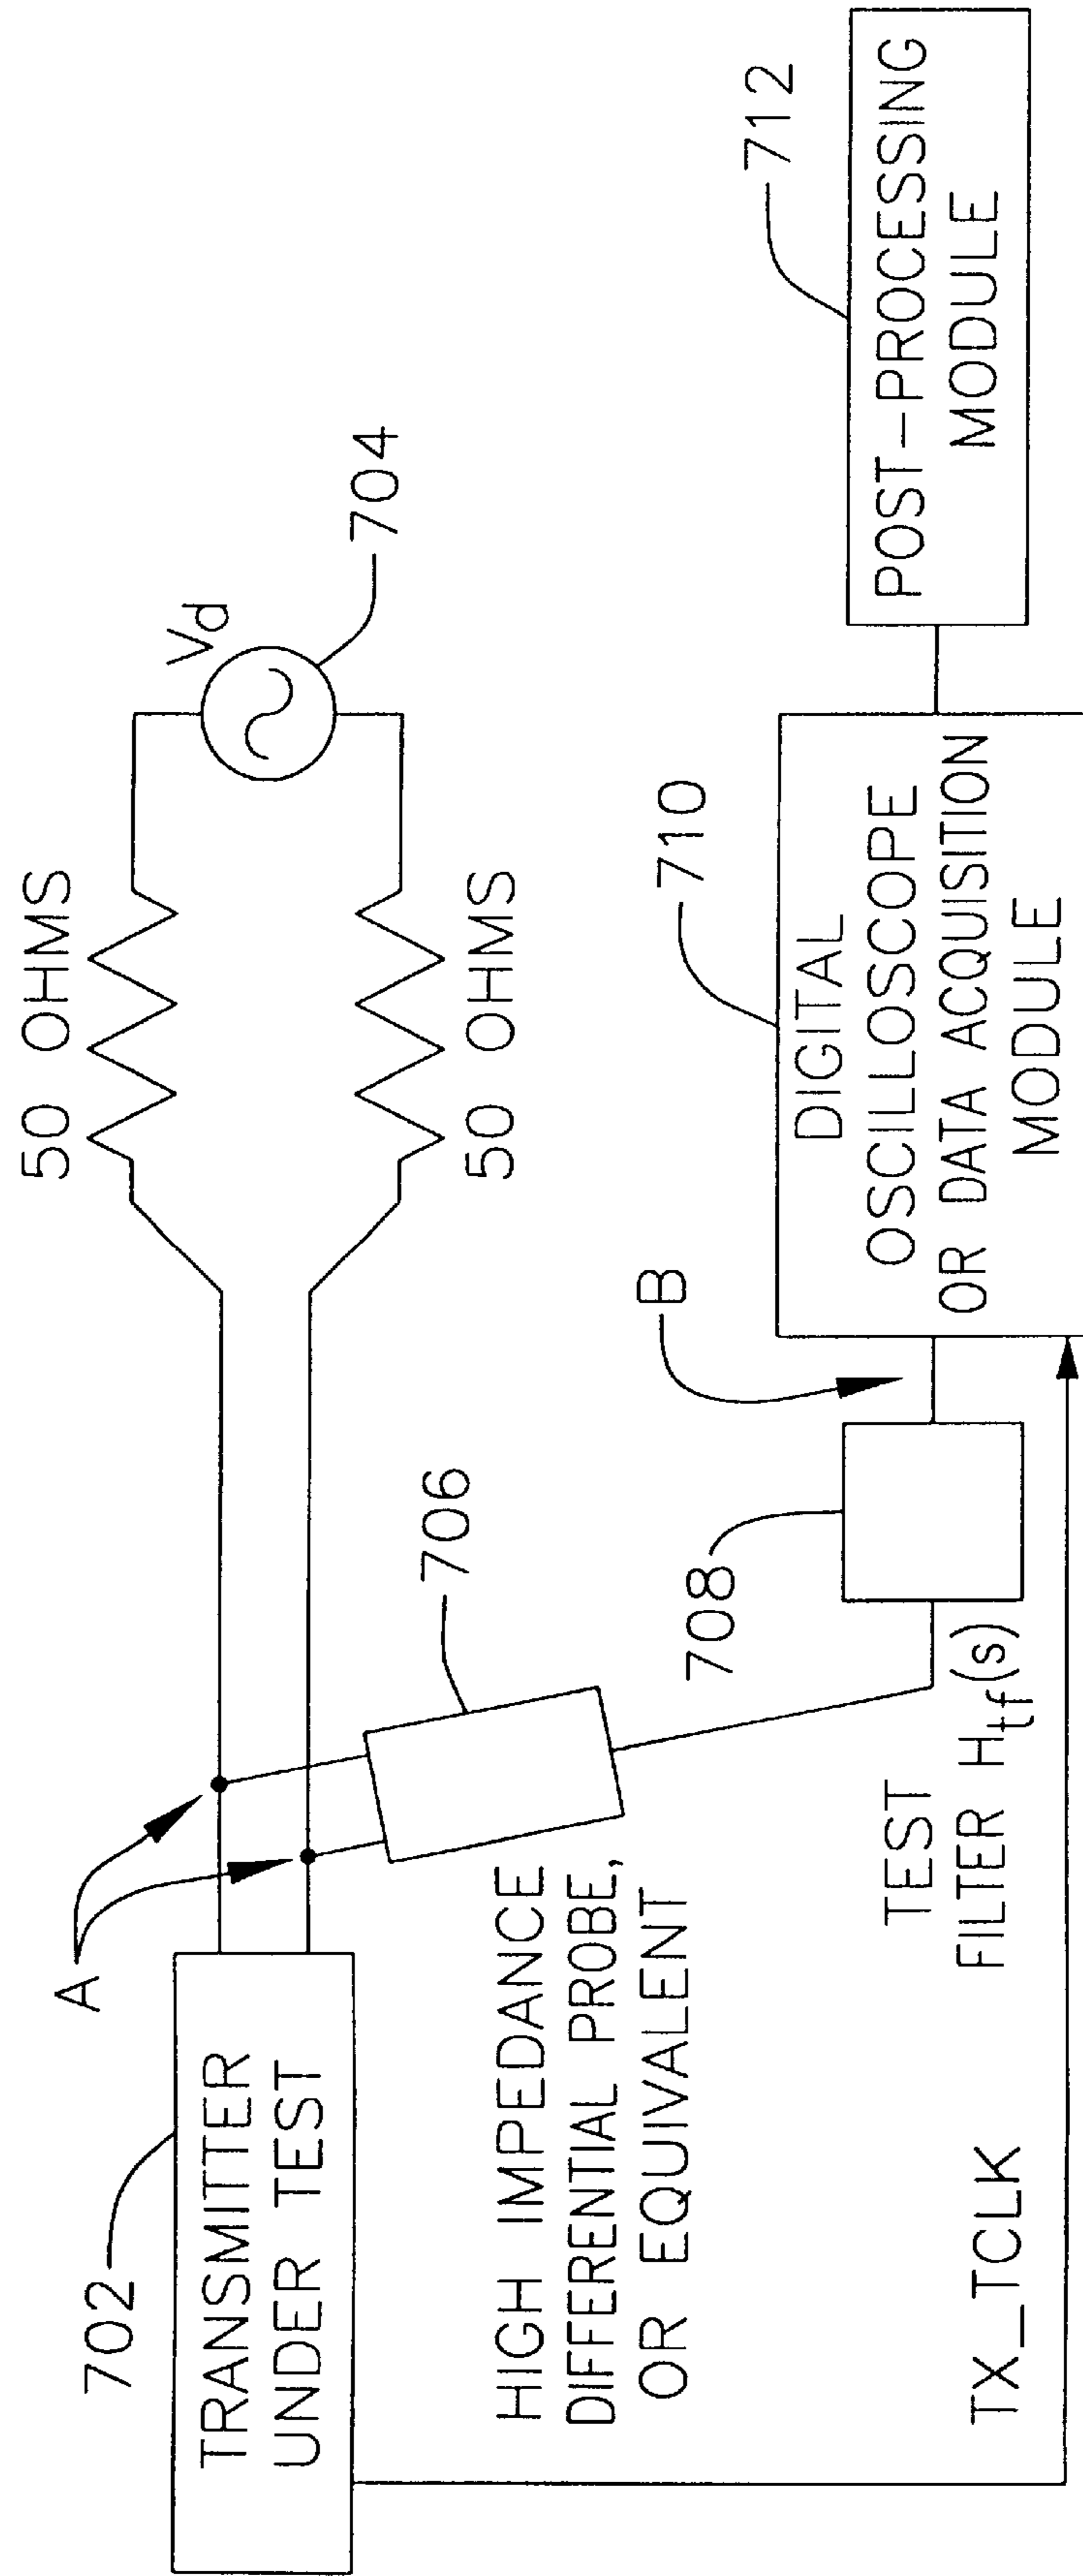 50 OHMS
Vd
704
50 OHMS
A
702
TRANSMITTER
UNDER TEST
706
HIGH IMPEDANCE
DIFFERENTIAL PROBE,
OR EQUIVALENT
B
710
712
708
TEST
FILTER Htf(s)
DIGITAL
OSCILLOSCOPE
OR DATA ACQUISITION
MODULE
POST-PROCESSING
MODULE
TX_TCLK